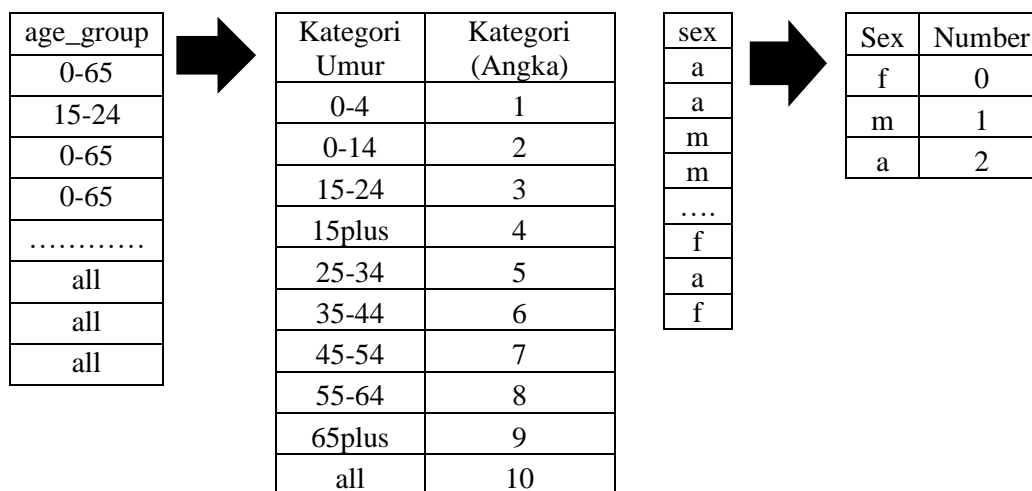 age_group
0-65
15-24
0-65
0-65
…………
all
all
all
Kategori Umur Kategori (Angka)
0-4 1
0-14 2
15-24 3
15plus 4
25-34 5
35-44 6
45-54 7
55-64 8
65plus 9
all 10
sex
a
a
m
m
….
f
a
f
Sex Number
f 0
m 1
a 2